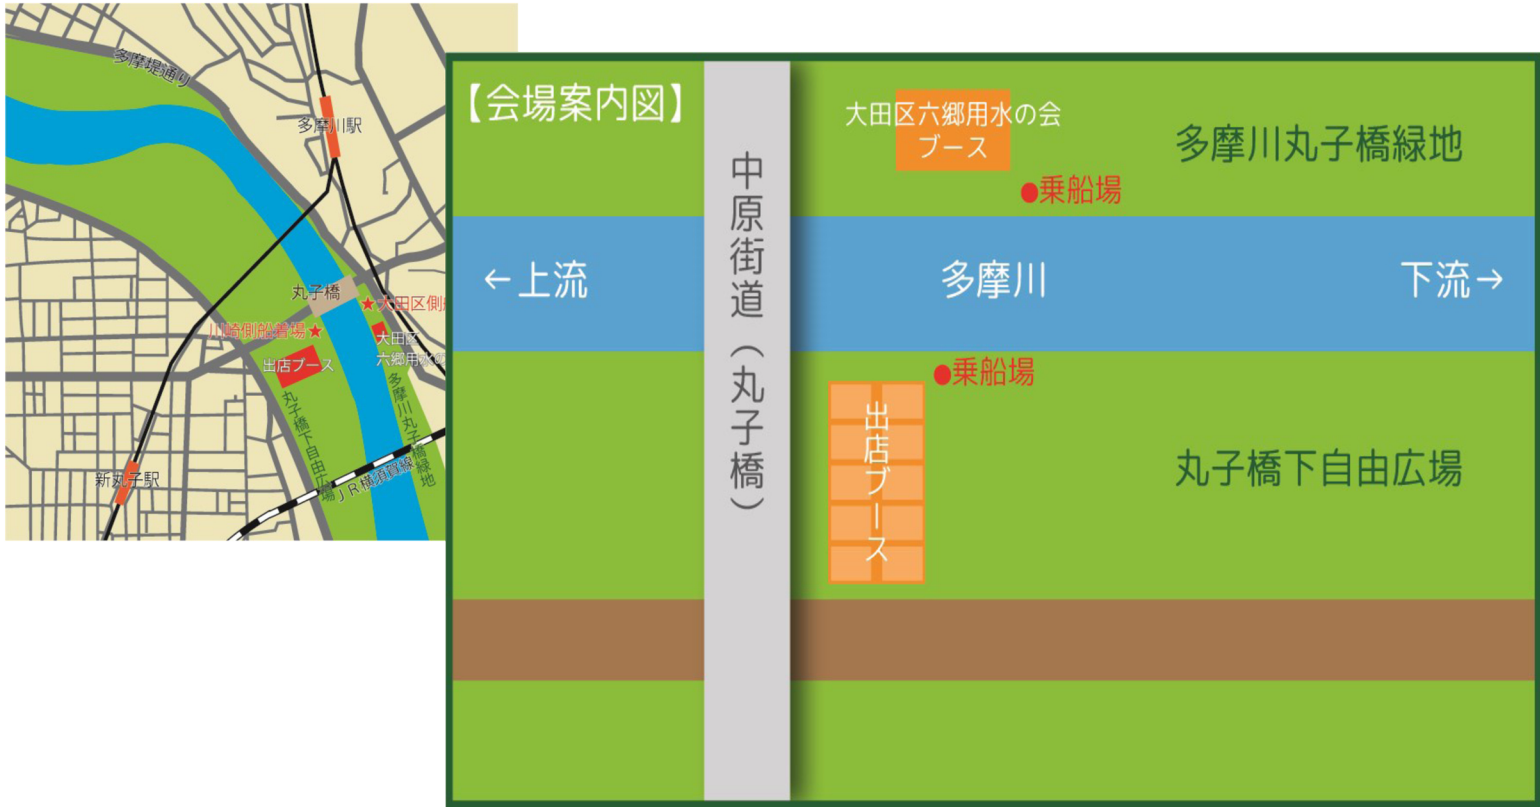 多摩堤通り
多摩川駅
丸子橋
★大田区側
川崎側船着場★
大田区
六郷用水
出店ブース
丸子橋下自由広場
多摩川丸子橋緑地
新丸子駅
JR横須賀線
【会場案内図】
中原街道(丸子橋)
大田区六郷用水の会
ブース
多摩川丸子橋緑地
●乗船場
←上流
多摩川
下流→
●乗船場
出店ブース
丸子橋下自由広場